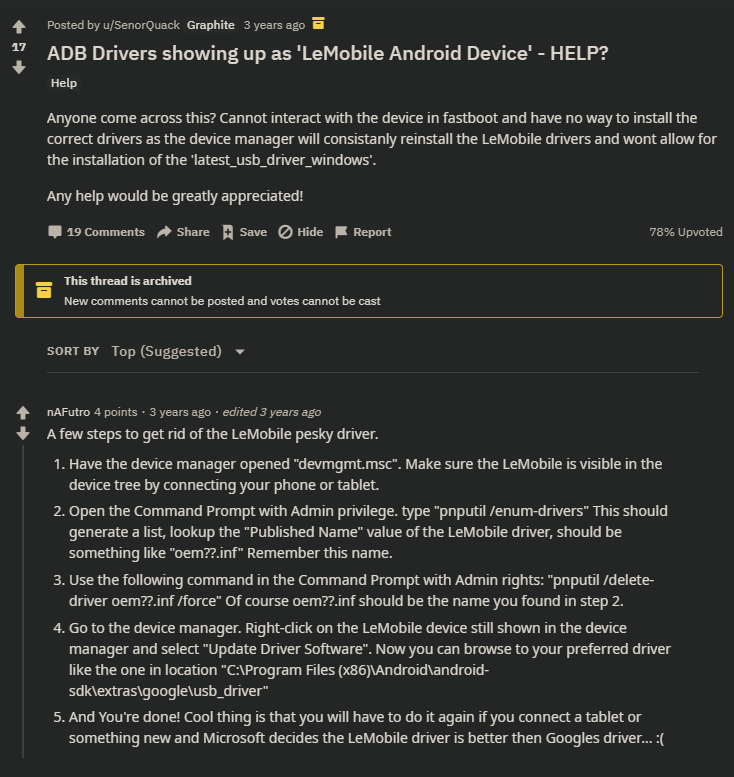 Posted by u/SenorQuack Graphite 3 years ago
17
ADB Drivers showing up as 'LeMobile Android Device' - HELP?
Help
Anyone come across this? Cannot interact with the device in fastboot and have no way to install the
correct drivers as the device manager will consistanly reinstall the LeMobile drivers and wont allow for
the installation of the 'latest_usb_driver_windows'.
Any help would be greatly appreciated!
19 Comments Share Save Hide Report 78% Upvoted
This thread is archived
New comments cannot be posted and votes cannot be cast
SORT BY Top (Suggested)
nAFutro 4 points · 3 years ago · edited 3 years ago
A few steps to get rid of the LeMobile pesky driver.
1. Have the device manager opened "devmgmt.msc". Make sure the LeMobile is visible in the
device tree by connecting your phone or tablet.
2. Open the Command Prompt with Admin privilege. type "pnputil /enum-drivers" This should
generate a list, lookup the "Published Name" value of the LeMobile driver, should be
something like "oem??.inf" Remember this name.
3. Use the following command in the Command Prompt with Admin rights: "pnputil /delete-
driver oem??.inf /force" Of course oem??.inf should be the name you found in step 2.
4. Go to the device manager. Right-click on the LeMobile device still shown in the device
manager and select "Update Driver Software". Now you can browse to your preferred driver
like the one in location "C:\Program Files (x86)\Android\android-
sdk\extras\google\usb_driver"
5. And You're done! Cool thing is that you will have to do it again if you connect a tablet or
something new and Microsoft decides the LeMobile driver is better then Googles driver... :(